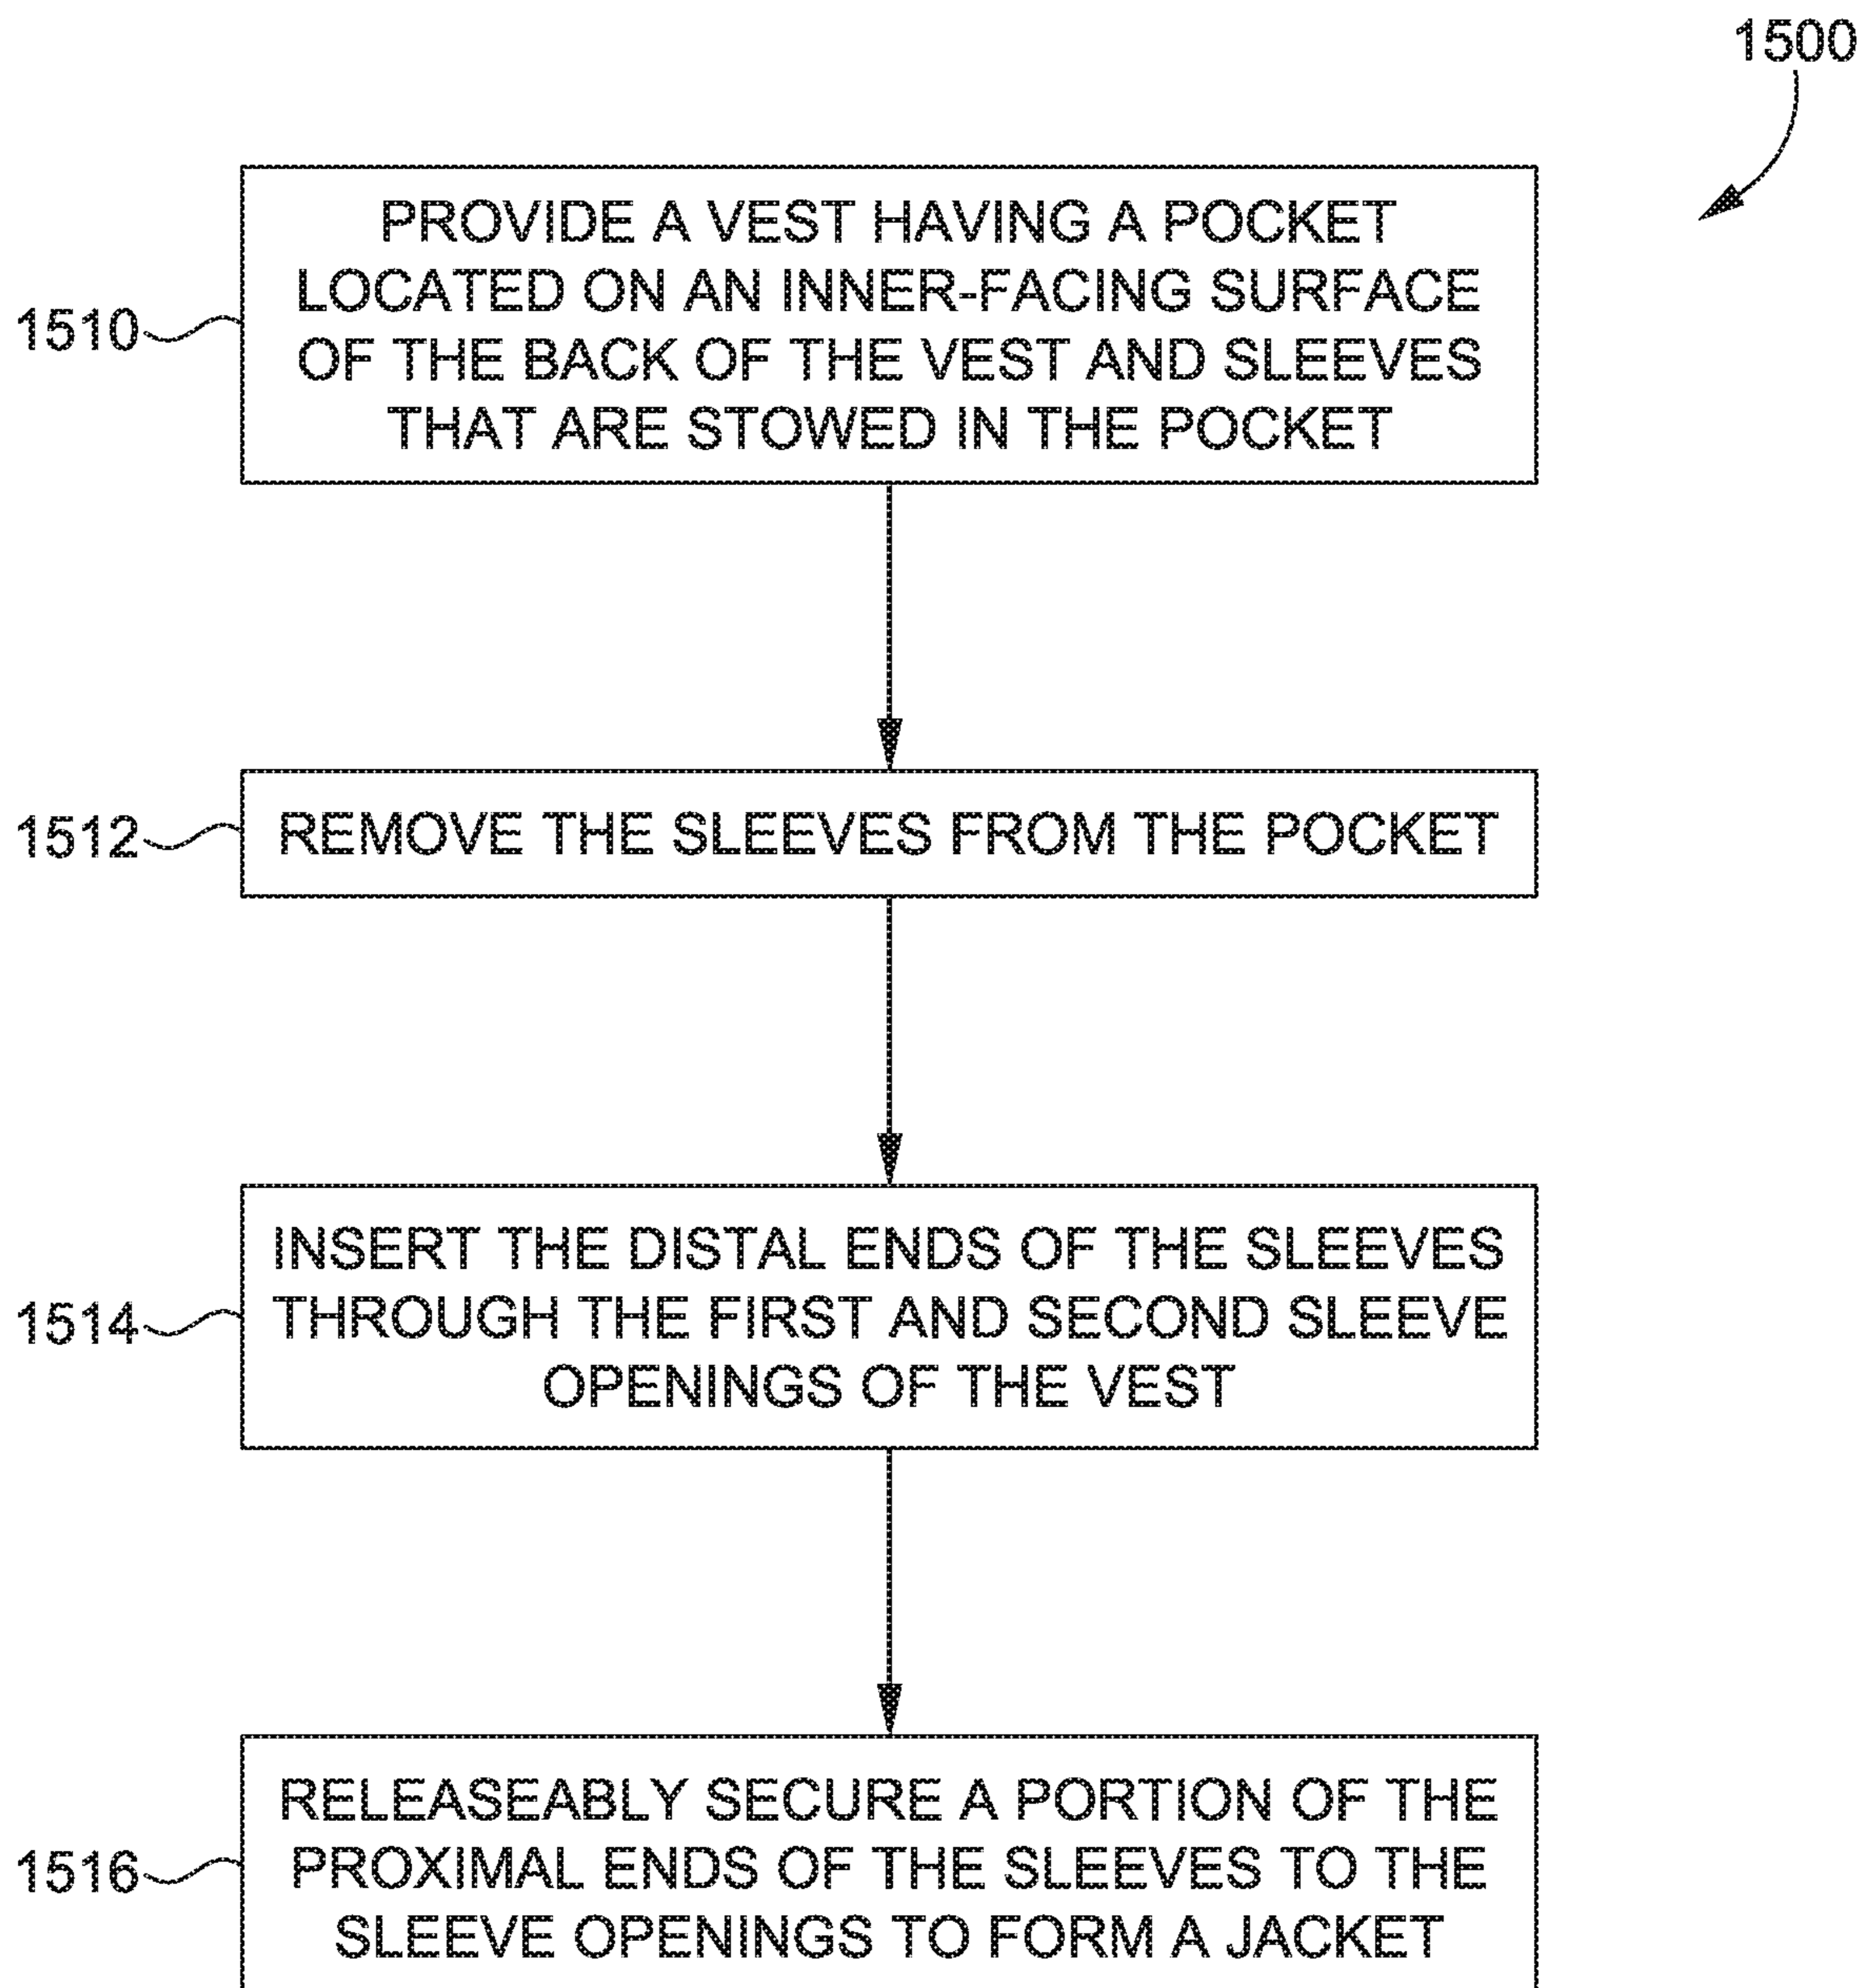 1500
PROVIDE A VEST HAVING A POCKET
LOCATED ON AN INNER-FACING SURFACE
OF THE BACK OF THE VEST AND SLEEVES
THAT ARE STOWED IN THE POCKET
1510
REMOVE THE SLEEVES FROM THE POCKET
1512
INSERT THE DISTAL ENDS OF THE SLEEVES
THROUGH THE FIRST AND SECOND SLEEVE
OPENINGS OF THE VEST
1514
RELEASEABLY SECURE A PORTION OF THE
PROXIMAL ENDS OF THE SLEEVES TO THE
SLEEVE OPENINGS TO FORM A JACKET
1516